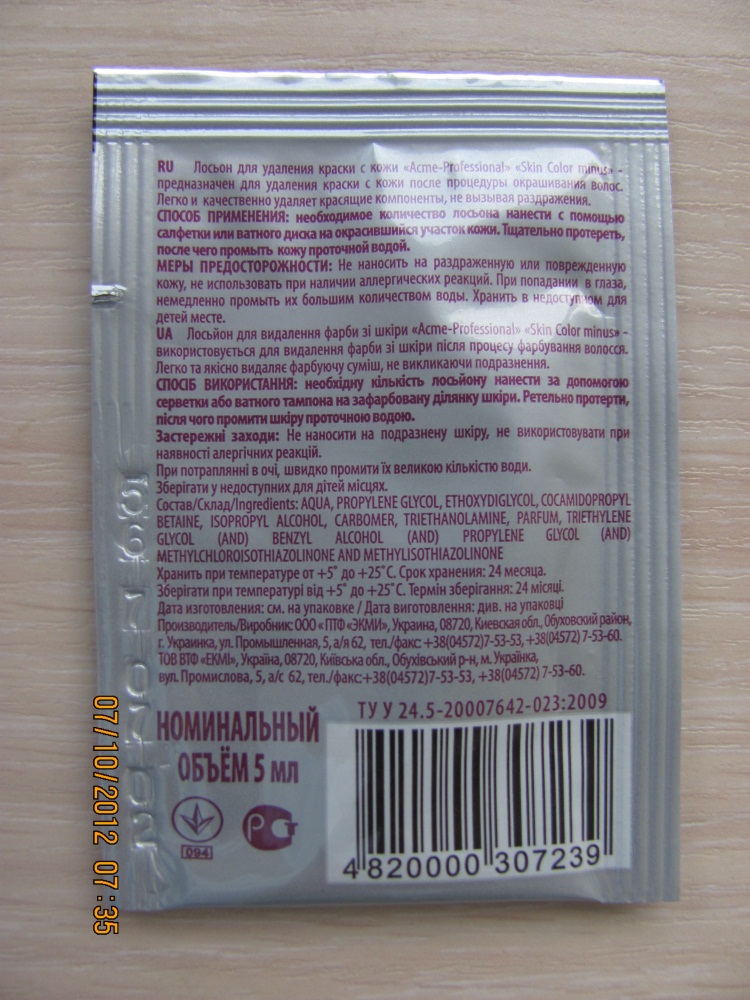 RU Лосьон для удаления краски с кожи «Acme-Professional» «Skin Color minus» -
предназначен для удаления краски с кожи после процедуры окрашивания волос.
Легко и качественно удаляет красящие компоненты, не вызывая раздражения.
СПОСОБ ПРИМЕНЕНИЯ: необходимое количество лосьона нанести с помощью
салфетки или ватного диска на окрасившийся участок кожи. Тщательно протереть,
после чего промыть кожу проточной водой.
МЕРЫ ПРЕДОСТОРОЖНОСТИ: Не наносить на раздраженную или поврежденную
кожу, не использовать при наличии аллергических реакций. При попадании в глаза,
немедленно промыть их большим количеством воды. Хранить в недоступном для
детей месте.
UA Лосьйон для видалення фарби зі шкіри «Acme-Professional» «Skin Color minus» -
використовується для видалення фарби зі шкіри після процесу фарбування волосся.
Легко та якісно видаляє фарбуючу суміш, не викликаючи подразнення.
СПОСІБ ВИКОРИСТАННЯ: необхідну кількість лосьйону нанести за допомогою
серветки або ватного тампона на зафарбовану ділянку шкіри. Ретельно протерти,
після чого промити шкіру проточною водою.
Застережні заходи: Не наносити на подразнену шкіру, не використовувати при
наявності алергічних реакцій.
При потраплянні в очі, швидко промити їх великою кількістю води.
Зберігати у недоступних для дітей місцях.
Состав/Склад/Ingredients: AQUA, PROPYLENE GLYCOL, ETHOXYDIGLYCOL, COCAMIDOPROPYL
BETAINE, ISOPROPYL ALCOHOL, CARBOMER, TRIETHANOLAMINE, PARFUM, TRIETHYLENE
GLYCOL (AND) BENZYL ALCOHOL (AND) PROPYLENE GLYCOL (AND)
METHYLCHLOROISOTHIAZOLINONE AND METHYLISOTHIAZOLINONE
Хранить при температуре от +5° до +25°С. Срок хранения: 24 месяца.
Зберігати при температурі від +5° до +25°С. Термін зберігання: 24 місяці.
Дата изготовления: см. на упаковке / Дата виготовлення: див. на упаковці
Производитель/Виробник: ООО «ПТФ «ЭКМИ», Украина, 08720, Киевская обл., Обуховский район,
г. Украинка, ул. Промышленная, 5, а/я 62, тел./факс: +38(04572)7-53-53, +38(04572) 7-53-60.
ТОВ ВТФ «ЕКМІ», Україна, 08720, Київська обл., Обухівський р-н, м. Українка,
вул. Промислова, 5, а/с 62, тел./факс:+38(04572)7-53-53, +38(04572) 7-53-60.
ТУ У 24.5-20007642-023:2009
НОМИНАЛЬНЫЙ
ОБЪЁМ 5 мл
094
РСТ
4 820000 307239
07/10/2012 07:35